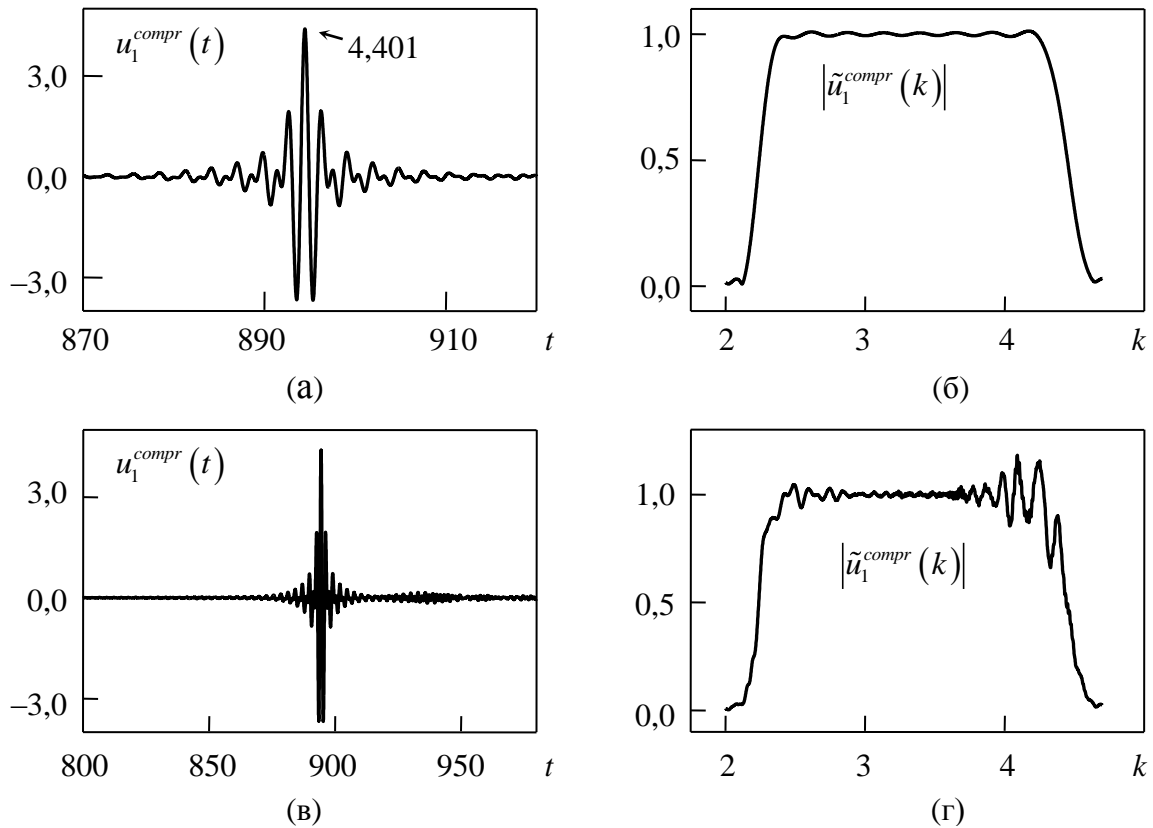 u₁^{compr}(t)
4,401
3,0
0,0
–3,0
870 890 910 t
(а)
1,0
|ũ₁^{compr}(k)|
0,5
0,0
2 3 4 k
(б)
u₁^{compr}(t)
3,0
0,0
–3,0
800 850 900 950 t
(в)
1,0
|ũ₁^{compr}(k)|
0,5
0,0
2 3 4 k
(г)